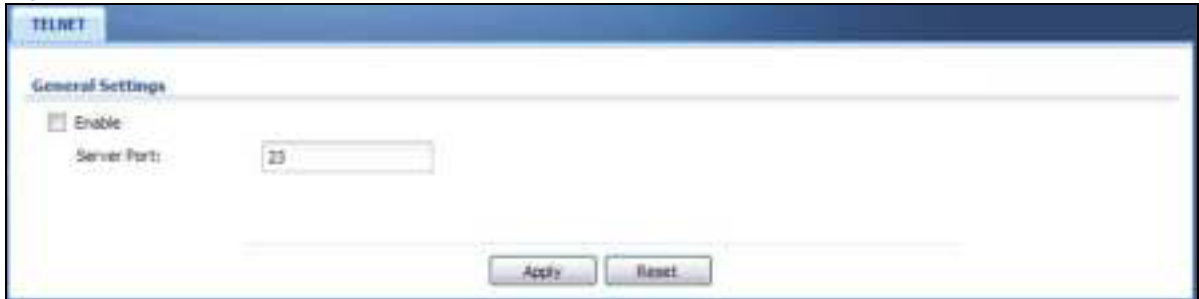 TELNET
General Settings
Enable
Server Port:
23
Apply
Reset